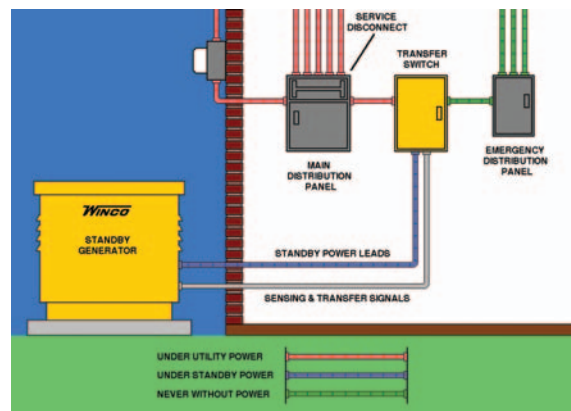 SERVICE
DISCONNECT
TRANSFER
SWITCH
MAIN
DISTRIBUTION
PANEL
EMERGENCY
DISTRIBUTION
PANEL
WINCO
STANDBY
GENERATOR
STANDBY POWER LEADS
SENSING & TRANSFER SIGNALS
UNDER UTILITY POWER
UNDER STANDBY POWER
NEVER WITHOUT POWER